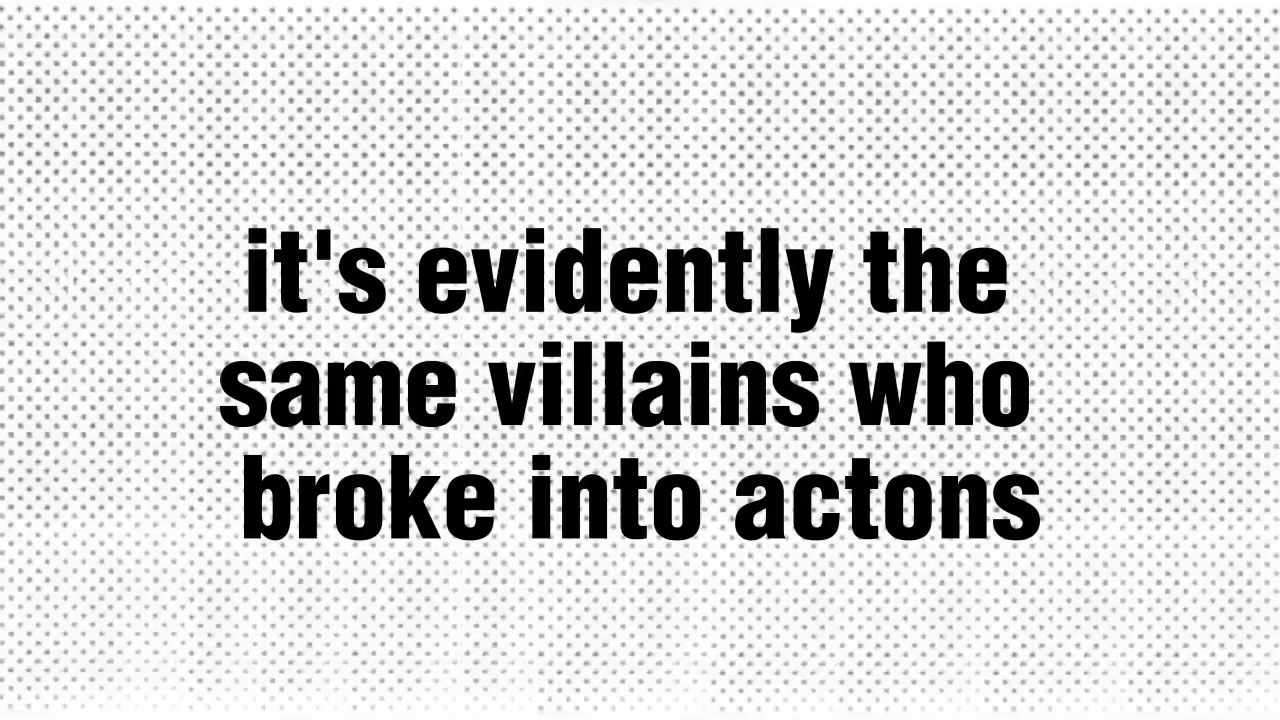 it's evidently the
same villains who
broke into actons